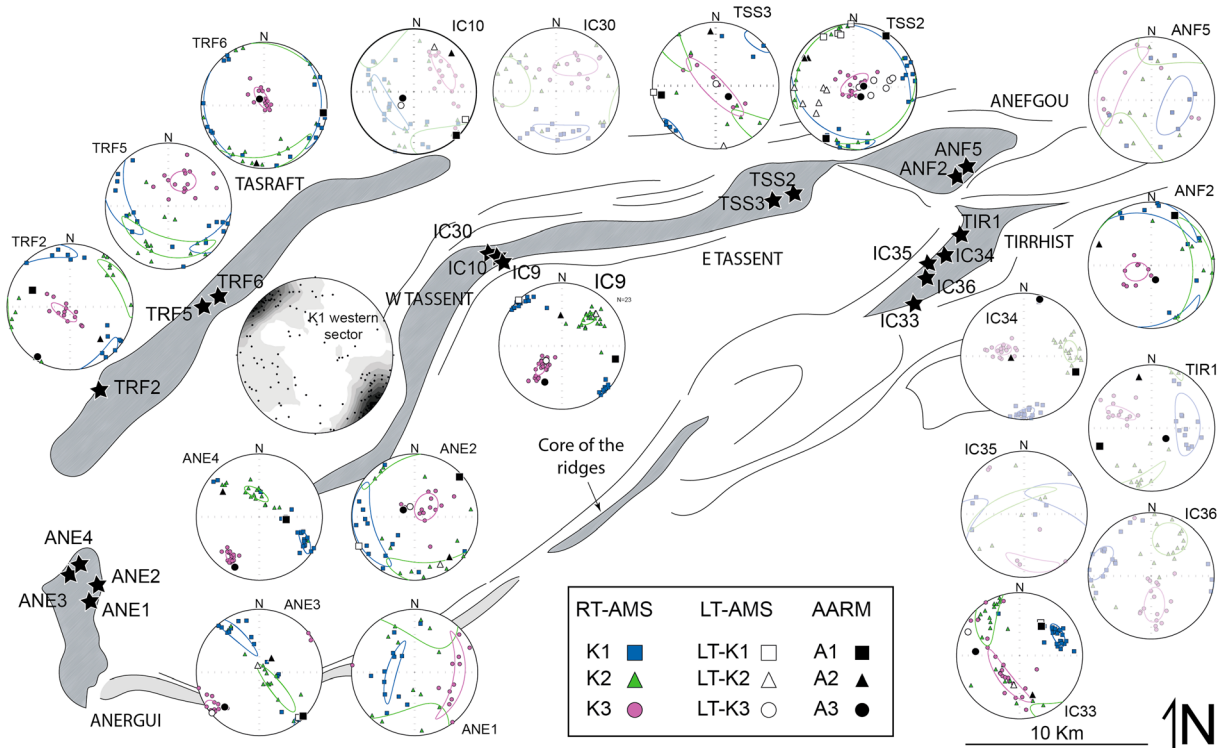 TRF6
N
IC10
N
IC30
N
TSS3
N
TSS2
N
ANF5
N
TRF5
N
TASRAFT
ANEFGOU
ANF5
ANF2
TSS2
TSS3
ANF2
N
TRF2
N
TRF6
TRF5
TRF2
IC30
IC10
IC9
W TASSENT
E TASSENT
TIR1
TIRRHIST
IC35
IC34
IC36
IC33
K1 western
sector
IC9
N
N=23
IC34
N
TIR1
N
ANE4
N
ANE2
N
Core of the
ridges
IC35
N
IC36
N
ANE4
ANE3
ANE2
ANE1
ANERGUI
ANE3
N
N
ANE1
RT-AMS LT-AMS AARM
K1 LT-K1 A1
K2 LT-K2 A2
K3 LT-K3 A3
N
IC33
10 Km
N